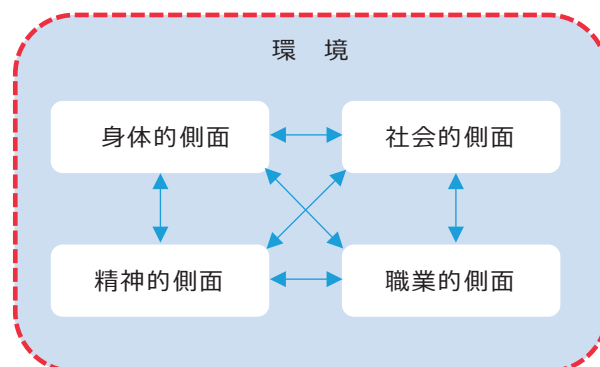 環　境
身体的側面
社会的側面
精神的側面
職業的側面